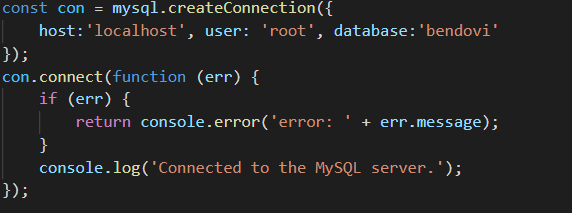 const con = mysql.createConnection({
    host:'localhost', user: 'root', database:'bendovi'
});
con.connect(function (err) {
    if (err) {
        return console.error('error: ' + err.message);
    }
    console.log('Connected to the MySQL server.');
});